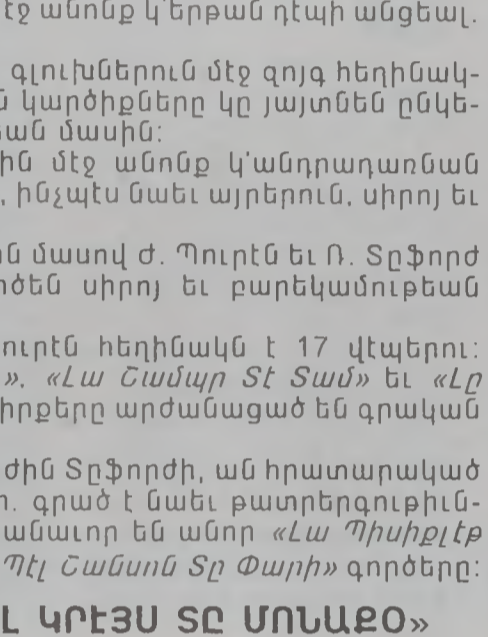 էջ անոնք կ՚երթան դէպի անցեալ.
գլուխներուն մէջ զոյգ հեղինակ-
ն կարծիքները կը յայտնեն ընկե-
եան մասին:
ին մէջ անոնք կ՚անդրադառնան
, ինչպէս նաեւ այրերուն, սիրոյ եւ
ն մասով Ժ. Պուրէն եւ Ռ. Տըֆորժ
ործեն սիրոյ եւ բարեկամութեան
ուրէն հեղինակն է 17 վէպերու:
», «Լա Շամպր Տէ Տամ» եւ «Լը
իրքերը արժանացած են գրական
ժին Տըֆորժի, ան հրատարակած
ր. գրած է նաեւ թատրերգութիւն-
անաւոր են անոր «Լա Պիսիքլէթ
Պէլ Շանսոն Տը Փարի» գործերը:
Լ ԿՐԷՅՍ ՏԸ ՄՈՆԱՔՕ»